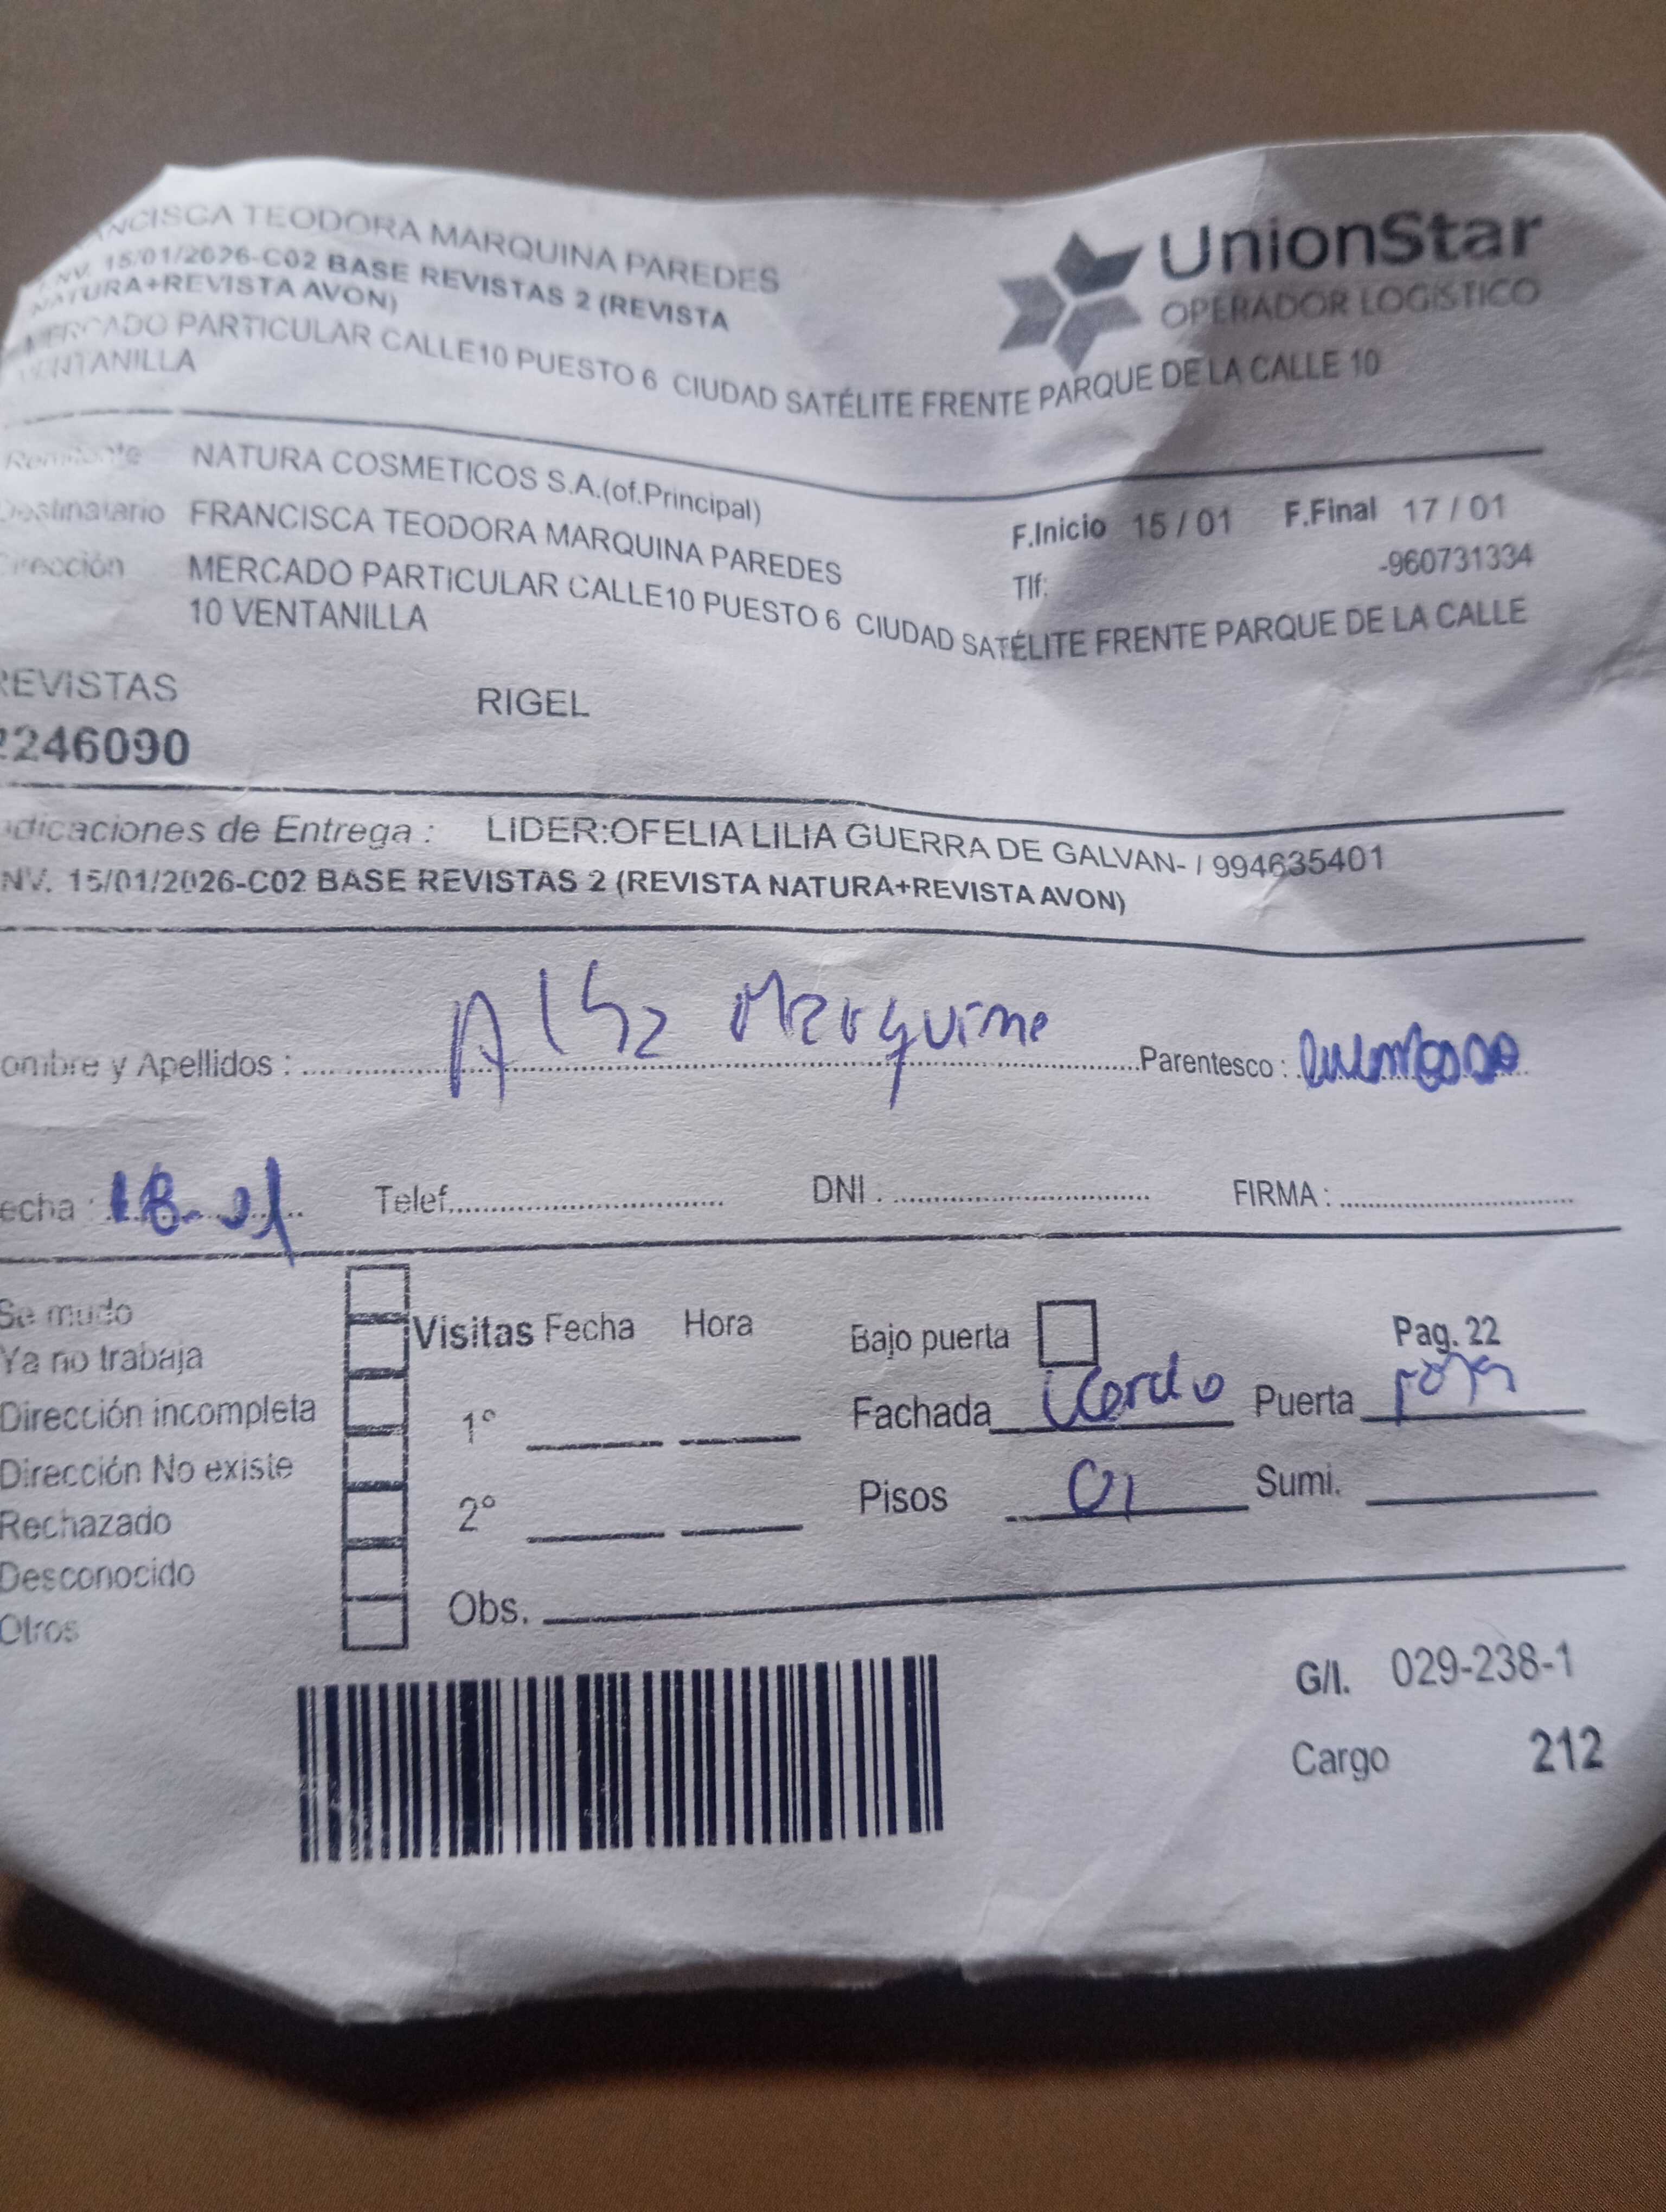 NCISCA TEODORA MARQUINA PAREDES
NV. 15/01/2026-C02 BASE REVISTAS 2 (REVISTA
NATURA+REVISTA AVON)
MERCADO PARTICULAR CALLE10 PUESTO 6 CIUDAD SATÉLITE FRENTE PARQUE DE LA CALLE 10
VENTANILLA
UnionStar
OPERADOR LOGÍSTICO
Remitente NATURA COSMETICOS S.A.(of.Principal)
Destinatario FRANCISCA TEODORA MARQUINA PAREDES
F.Inicio 15 / 01 F.Final 17 / 01
Dirección MERCADO PARTICULAR CALLE10 PUESTO 6 CIUDAD SATÉLITE FRENTE PARQUE DE LA CALLE
10 VENTANILLA
Tlf: -960731334
REVISTAS RIGEL
2246090
ndicaciones de Entrega : LIDER:OFELIA LILIA GUERRA DE GALVAN- / 994635401
NV. 15/01/2026-C02 BASE REVISTAS 2 (REVISTA NATURA+REVISTA AVON)
ombre y Apellidos : Marquina Parentesco :
echa : 18-01 Telef. DNI . FIRMA :
Se mudo
Ya no trabaja
Dirección incompleta
Dirección No existe
Rechazado
Desconocido
Otros
Visitas Fecha Hora
1°
2°
Obs.
Bajo puerta Pag. 22
Fachada Puerta
Pisos 01 Sumi.
G/I. 029-238-1
Cargo 212